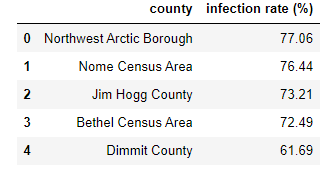 county infection rate (%)
0 Northwest Arctic Borough 77.06
1 Nome Census Area 76.44
2 Jim Hogg County 73.21
3 Bethel Census Area 72.49
4 Dimmit County 61.69